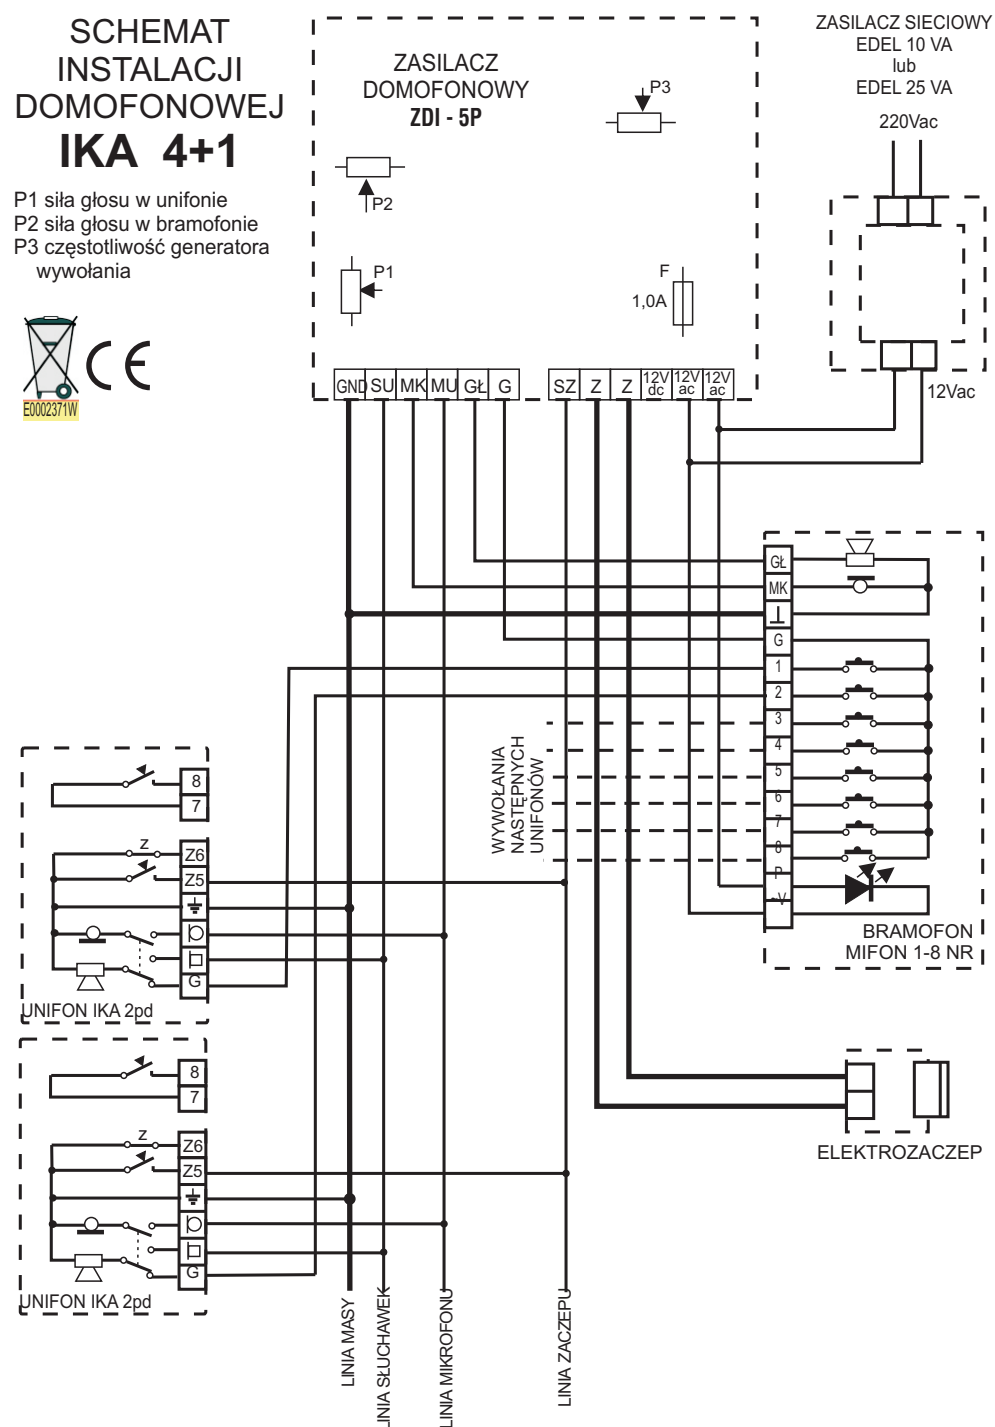 SCHEMAT
INSTALACJI
DOMOFONOWEJ
IKA 4+1
P1 siła głosu w unifonie
P2 siła głosu w bramofonie
P3 częstotliwość generatora
wywołania
E0002371W
CE
ZASILACZ
DOMOFONOWY
ZDI - 5P
P3
P2
P1
F
1,0A
GND SU MK MU GŁ G
SZ Z Z 12V dc 12V ac 12V ac
ZASILACZ SIECIOWY
EDEL 10 VA
lub
EDEL 25 VA
220Vac
12Vac
GŁ
MK
G
1
2
3
4
5
6
7
8
P
~V
BRAMOFON
MIFON 1-8 NR
WYWOŁANIA
NASTĘPNYCH
UNIFONÓW
8
7
z
Z6
Z5
G
UNIFON IKA 2pd
8
7
z
Z6
Z5
G
UNIFON IKA 2pd
ELEKTROZACZEP
LINIA MASY
LINIA SŁUCHAWEK
LINIA MIKROFONU
LINIA ZACZEPU